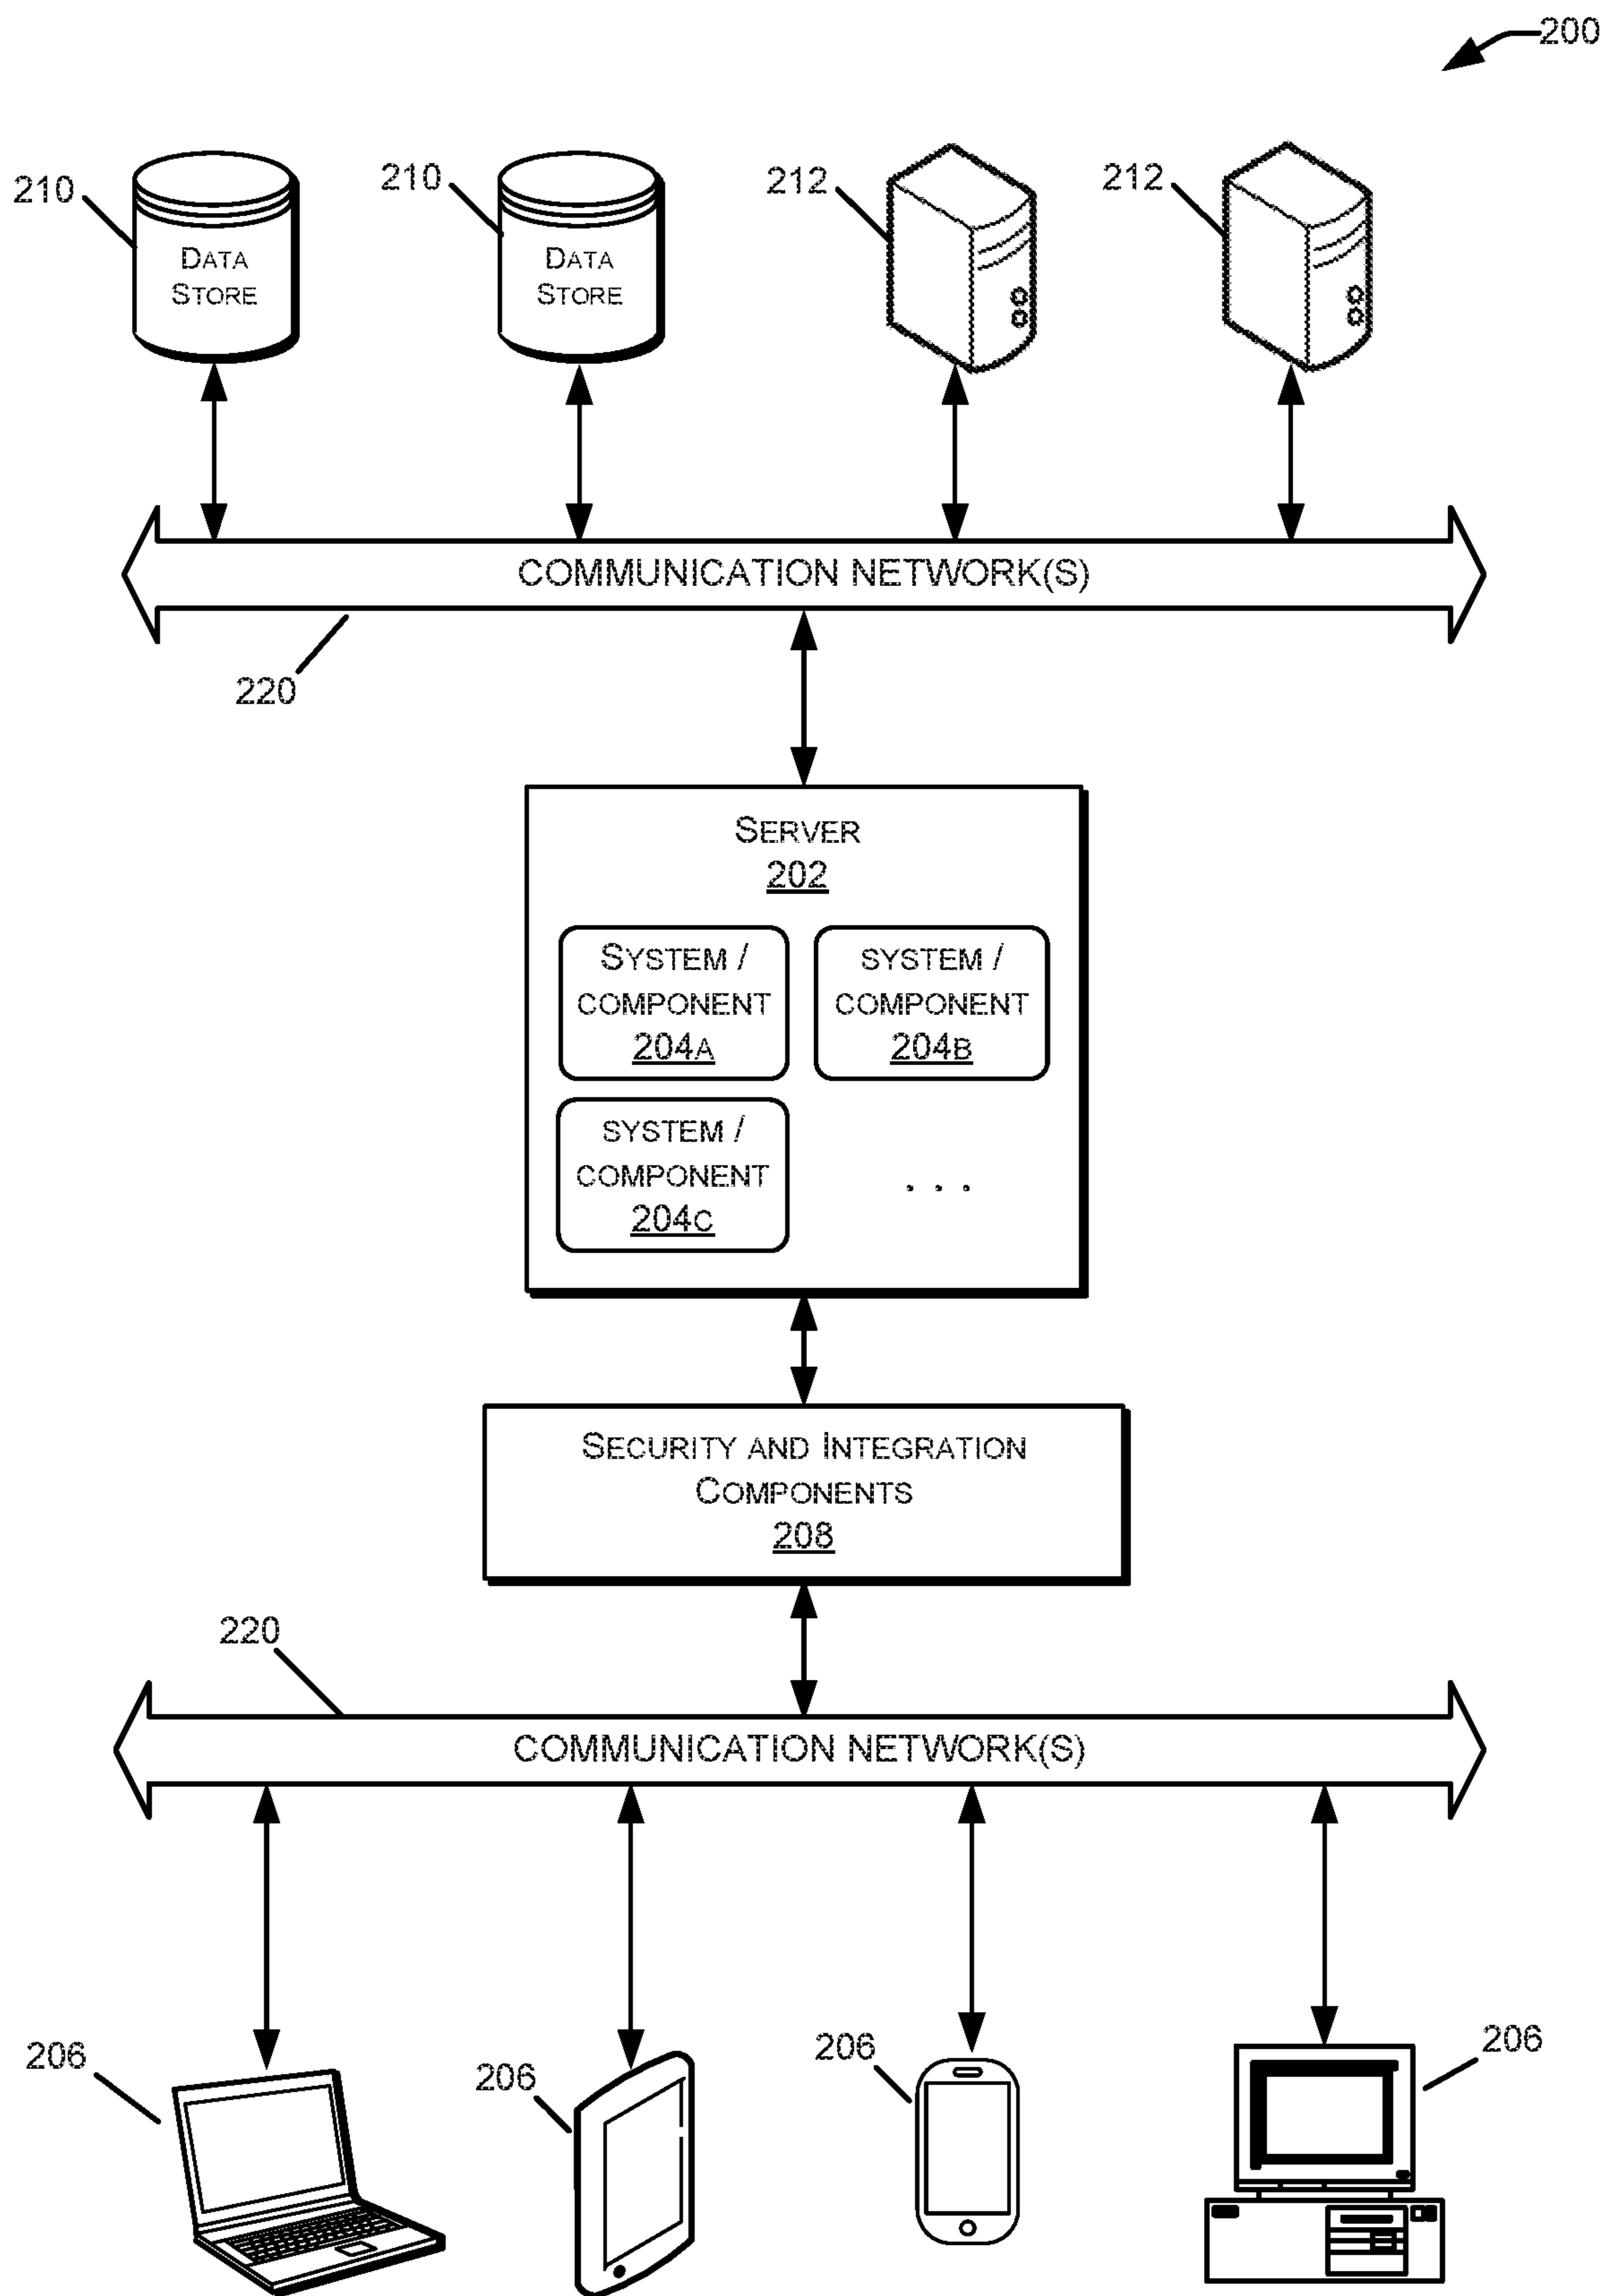 200
210
210
212
212
DATA
STORE
DATA
STORE
COMMUNICATION NETWORK(S)
220
SERVER
202
SYSTEM /
COMPONENT
204A
SYSTEM /
COMPONENT
204B
SYSTEM /
COMPONENT
204C
. . .
SECURITY AND INTEGRATION
COMPONENTS
208
220
COMMUNICATION NETWORK(S)
206
206
206
206